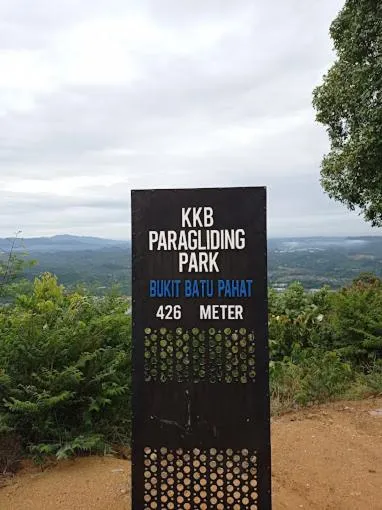 KKB
PARAGLIDING
PARK
BUKIT BATU PAHAT
426 METER